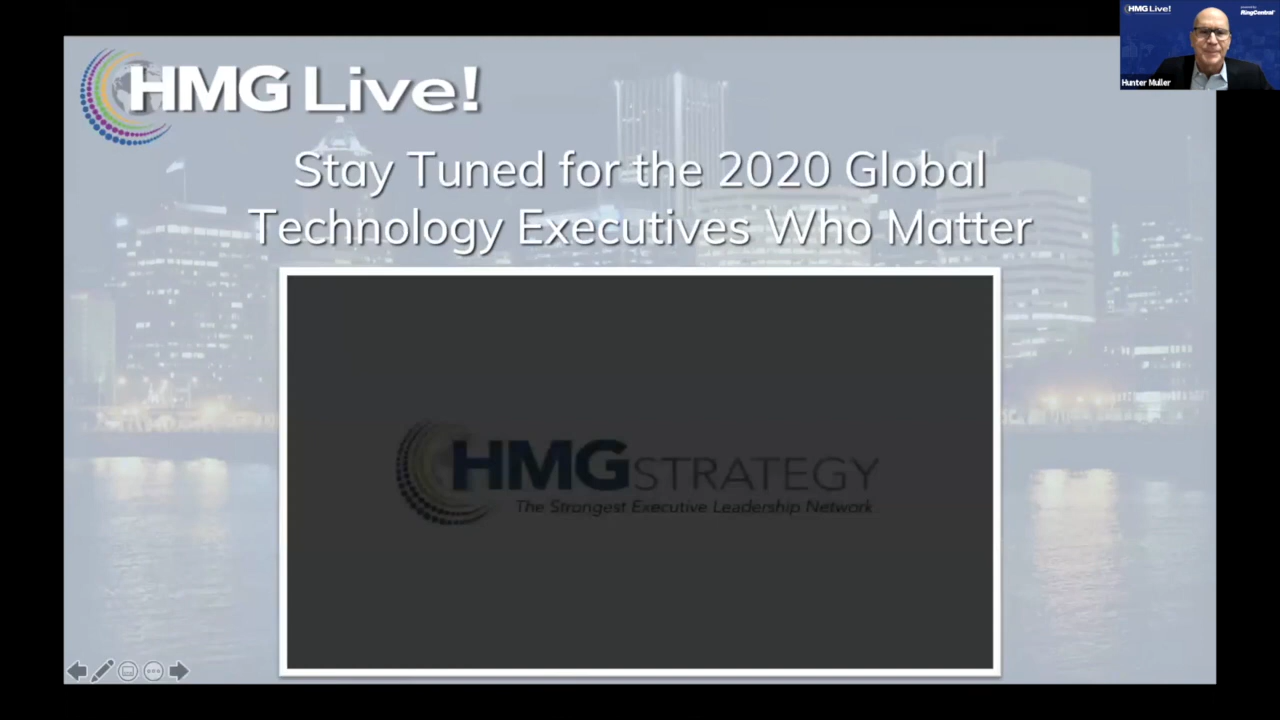 HMG Live!
Stay Tuned for the 2020 Global
Technology Executives Who Matter
HMG STRATEGY
The Strongest Executive Leadership Network
HMG Live!
RingCentral
Hunter Muller